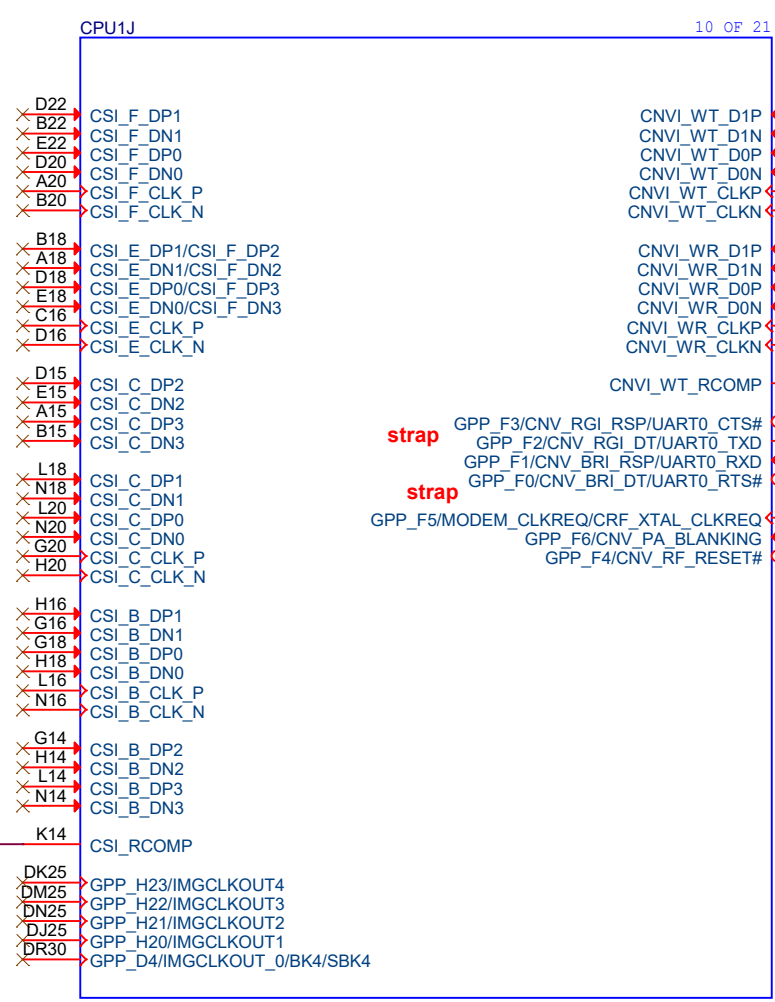 CPU1J 10 OF 21
D22 CSI_F_DP1 CNVI_WT_D1P
B22 CSI_F_DN1 CNVI_WT_D1N
E22 CSI_F_DP0 CNVI_WT_D0P
D20 CSI_F_DN0 CNVI_WT_D0N
A20 CSI_F_CLK_P CNVI_WT_CLKP
B20 CSI_F_CLK_N CNVI_WT_CLKN
B18 CSI_E_DP1/CSI_F_DP2 CNVI_WR_D1P
A18 CSI_E_DN1/CSI_F_DN2 CNVI_WR_D1N
D18 CSI_E_DP0/CSI_F_DP3 CNVI_WR_D0P
E18 CSI_E_DN0/CSI_F_DN3 CNVI_WR_D0N
C16 CSI_E_CLK_P CNVI_WR_CLKP
D16 CSI_E_CLK_N CNVI_WR_CLKN
D15 CSI_C_DP2 CNVI_WT_RCOMP
E15 CSI_C_DN2
A15 CSI_C_DP3 GPP_F3/CNV_RGI_RSP/UART0_CTS#
B15 CSI_C_DN3 strap GPP_F2/CNV_RGI_DT/UART0_TXD
GPP_F1/CNV_BRI_RSP/UART0_RXD
L18 CSI_C_DP1 GPP_F0/CNV_BRI_DT/UART0_RTS#
N18 CSI_C_DN1 strap
L20 CSI_C_DP0 GPP_F5/MODEM_CLKREQ/CRF_XTAL_CLKREQ
N20 CSI_C_DN0 GPP_F6/CNV_PA_BLANKING
G20 CSI_C_CLK_P GPP_F4/CNV_RF_RESET#
H20 CSI_C_CLK_N
H16 CSI_B_DP1
G16 CSI_B_DN1
G18 CSI_B_DP0
H18 CSI_B_DN0
L16 CSI_B_CLK_P
N16 CSI_B_CLK_N
G14 CSI_B_DP2
H14 CSI_B_DN2
L14 CSI_B_DP3
N14 CSI_B_DN3
K14 CSI_RCOMP
DK25 GPP_H23/IMGCLKOUT4
DM25 GPP_H22/IMGCLKOUT3
DN25 GPP_H21/IMGCLKOUT2
DJ25 GPP_H20/IMGCLKOUT1
DR30 GPP_D4/IMGCLKOUT_0/BK4/SBK4